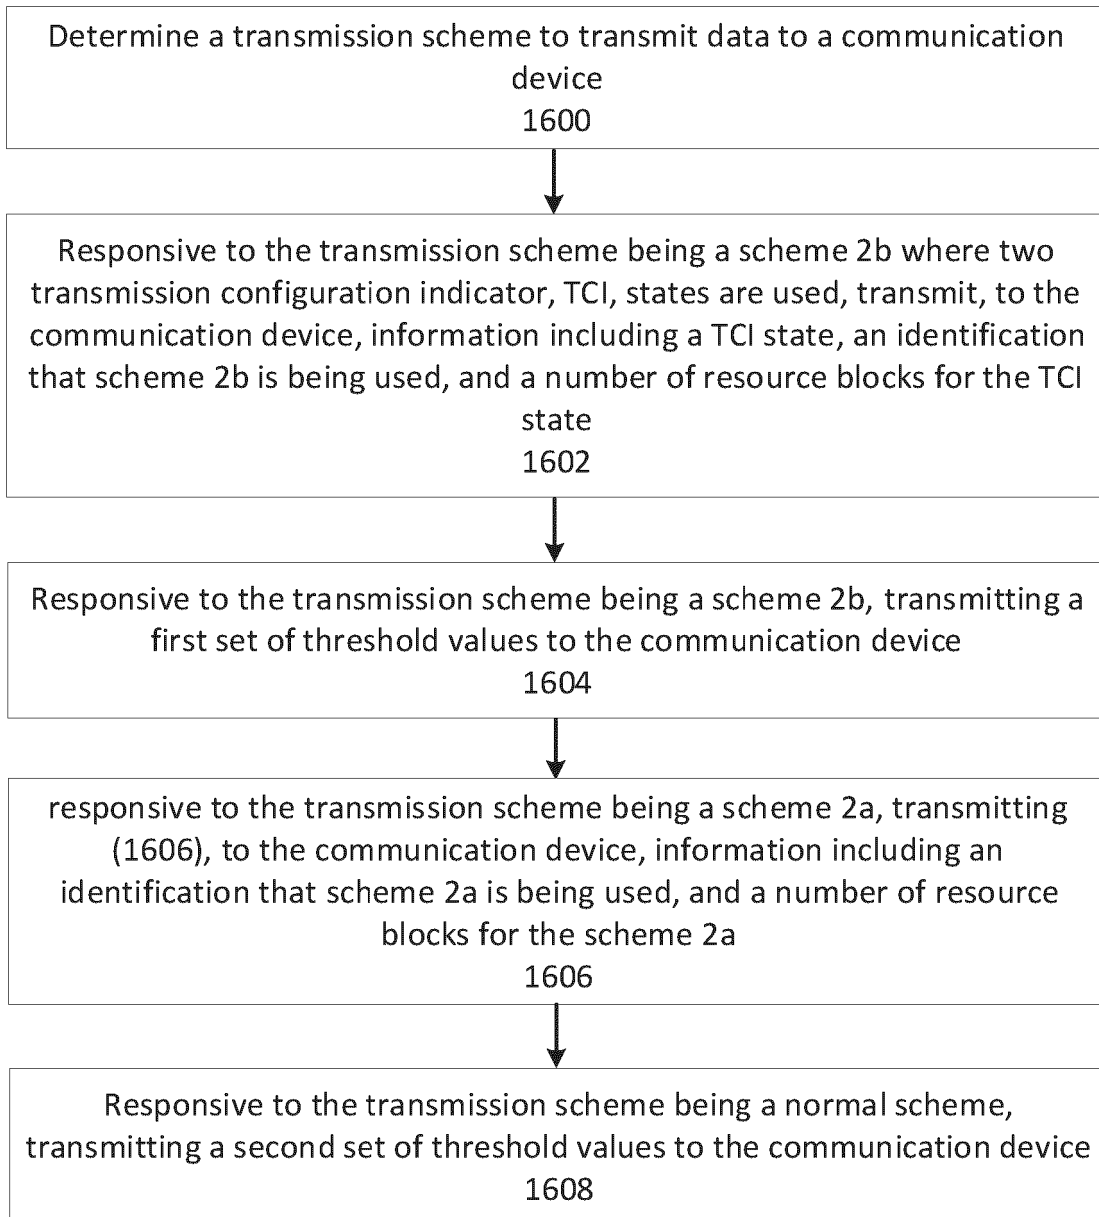 Determine a transmission scheme to transmit data to a communication
device
1600
Responsive to the transmission scheme being a scheme 2b where two
transmission configuration indicator, TCI, states are used, transmit, to the
communication device, information including a TCI state, an identification
that scheme 2b is being used, and a number of resource blocks for the TCI
state
1602
Responsive to the transmission scheme being a scheme 2b, transmitting a
first set of threshold values to the communication device
1604
responsive to the transmission scheme being a scheme 2a, transmitting
(1606), to the communication device, information including an
identification that scheme 2a is being used, and a number of resource
blocks for the scheme 2a
1606
Responsive to the transmission scheme being a normal scheme,
transmitting a second set of threshold values to the communication device
1608